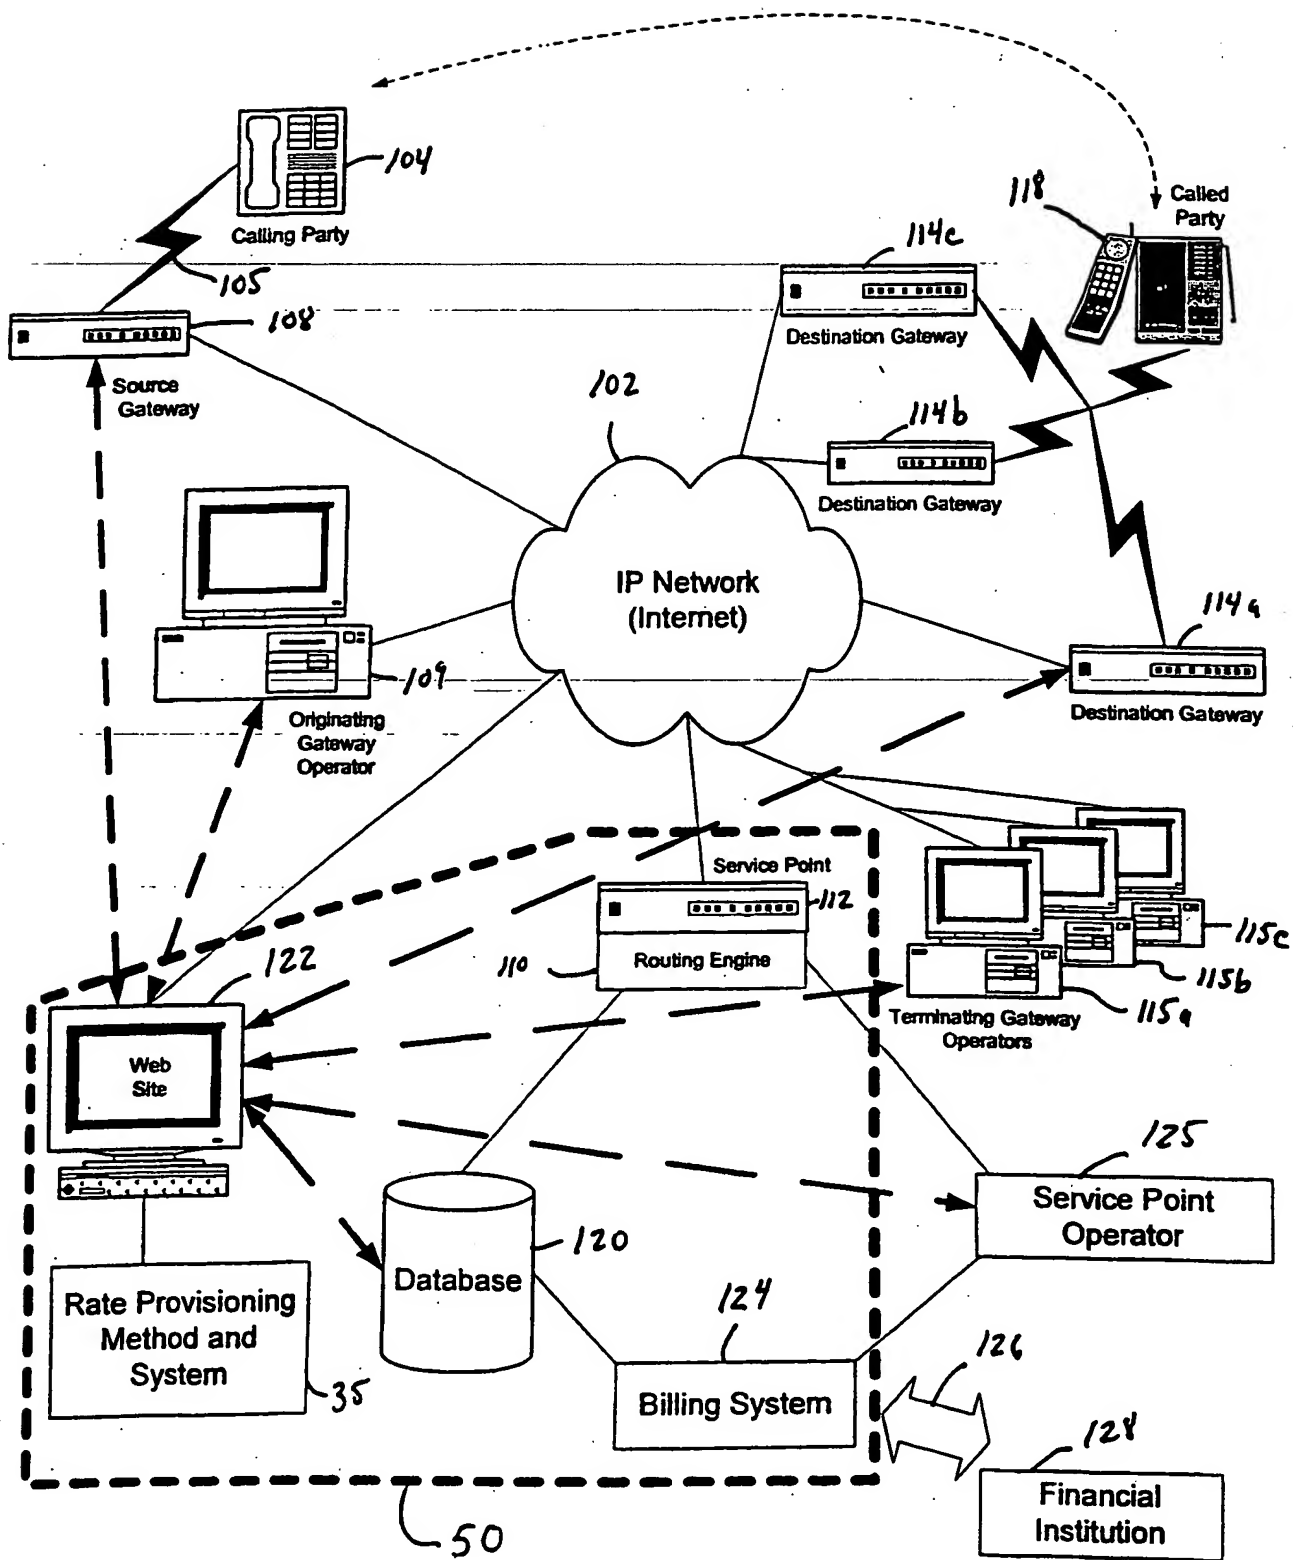 104
Calling Party
105
118
Called
Party
114c
108
Destination Gateway
Source
Gateway
102
114b
Destination Gateway
IP Network
(Internet)
114a
109
Destination Gateway
Originating
Gateway
Operator
Service Point
112
115c
122
110
Routing Engine
115b
115a
Terminating Gateway
Operators
Web
Site
125
Service Point
Operator
120
Database
Rate Provisioning
Method and
System
124
126
35
Billing System
128
Financial
Institution
50